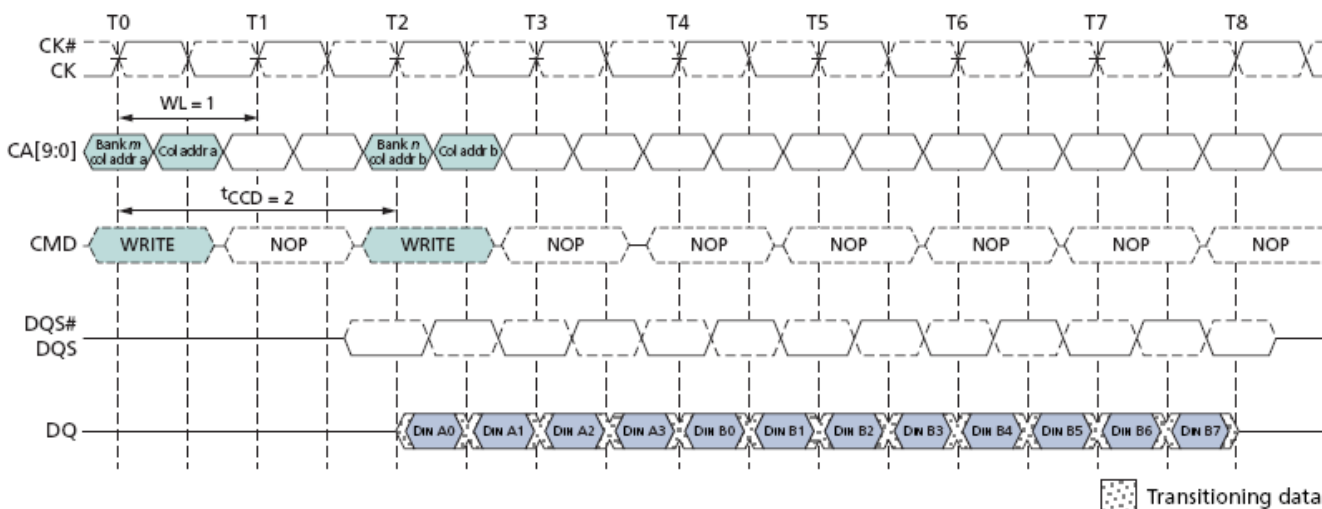 T0 T1 T2 T3 T4 T5 T6 T7 T8
CK#
CK
WL = 1
CA[9:0]
Bank m
col addr a
Col addr a
Bank n
col addr b
Col addr b
tCCD = 2
CMD WRITE NOP WRITE NOP NOP NOP NOP NOP NOP
DQS#
DQS
DQ DIN A0 DIN A1 DIN A2 DIN A3 DIN B0 DIN B1 DIN B2 DIN B3 DIN B4 DIN B5 DIN B6 DIN B7
Transitioning data